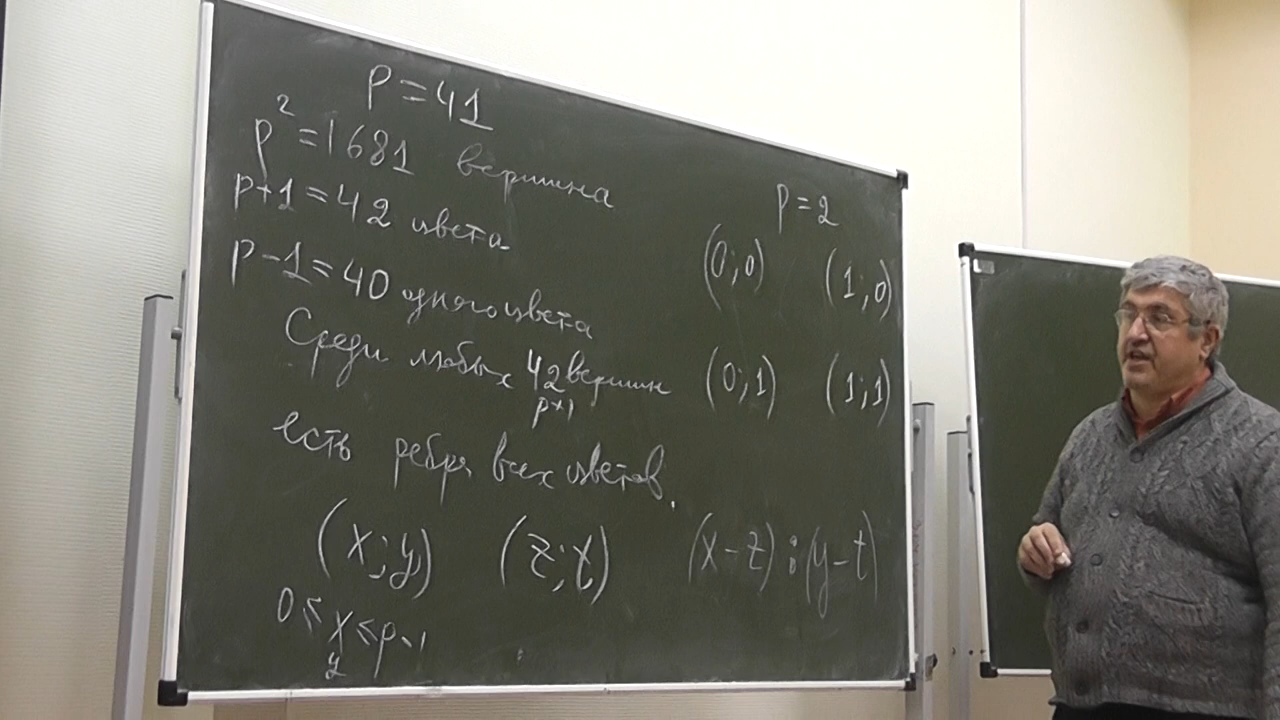 p=41
p²=1681 вершина
p+1=42 цвета
p-1=40 одного цвета
Среди любых 42 вершин
p+1
есть рёбра всех цветов.
(x;y) (z;t) (x-z):(y-t)
0≤x≤p-1
y
p=2
(0;0) (1;0)
(0;1) (1;1)